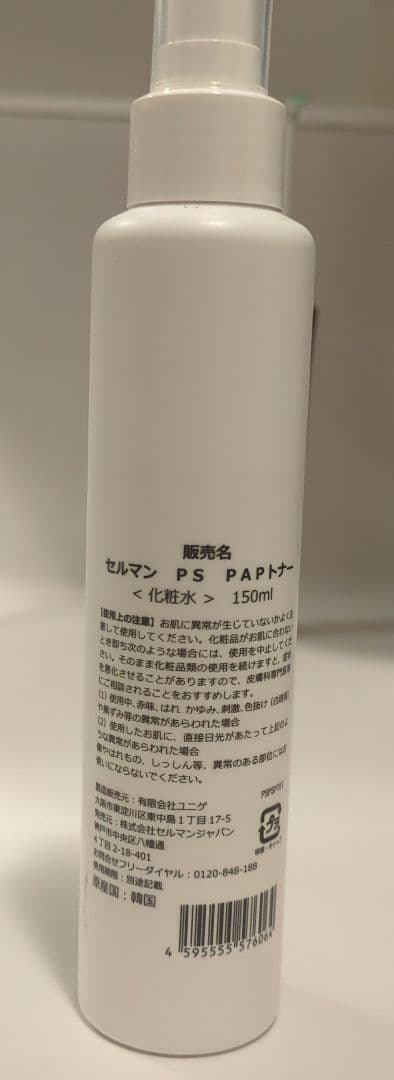 販売名
セルマン PS PAPトナー
<化粧水> 150ml
【使用上の注意】お肌に異常が生じていないかよく注
意して使用してください。化粧品がお肌に合わない
とき即ち次のような場合には、使用を中止してくださ
い。そのまま化粧品類の使用を続けますと、症状
を悪化させることがありますので、皮膚科専門医等
にご相談されることをおすすめします。
(1)使用中、赤味、はれ かゆみ、刺激、色抜け(白斑等)
や黒ずみ等の異常があらわれた場合
(2)使用したお肌に、直接日光があたって上記のよ
うな異常があらわれた場合
傷やはれもの、しっしん等、異常のある部位にはお
使いにならないでください。
製造販売元:有限会社ユニゲ
大阪市東淀川区東中島1丁目17-5
発売元:株式会社セルマンジャパン
神戸市中央区八幡通
4丁目2-18-401
お問合せフリーダイヤル:0120-848-188
使用期限:別途記載
原産国:韓国
プラ
容器・キャップ
4 595555 576064